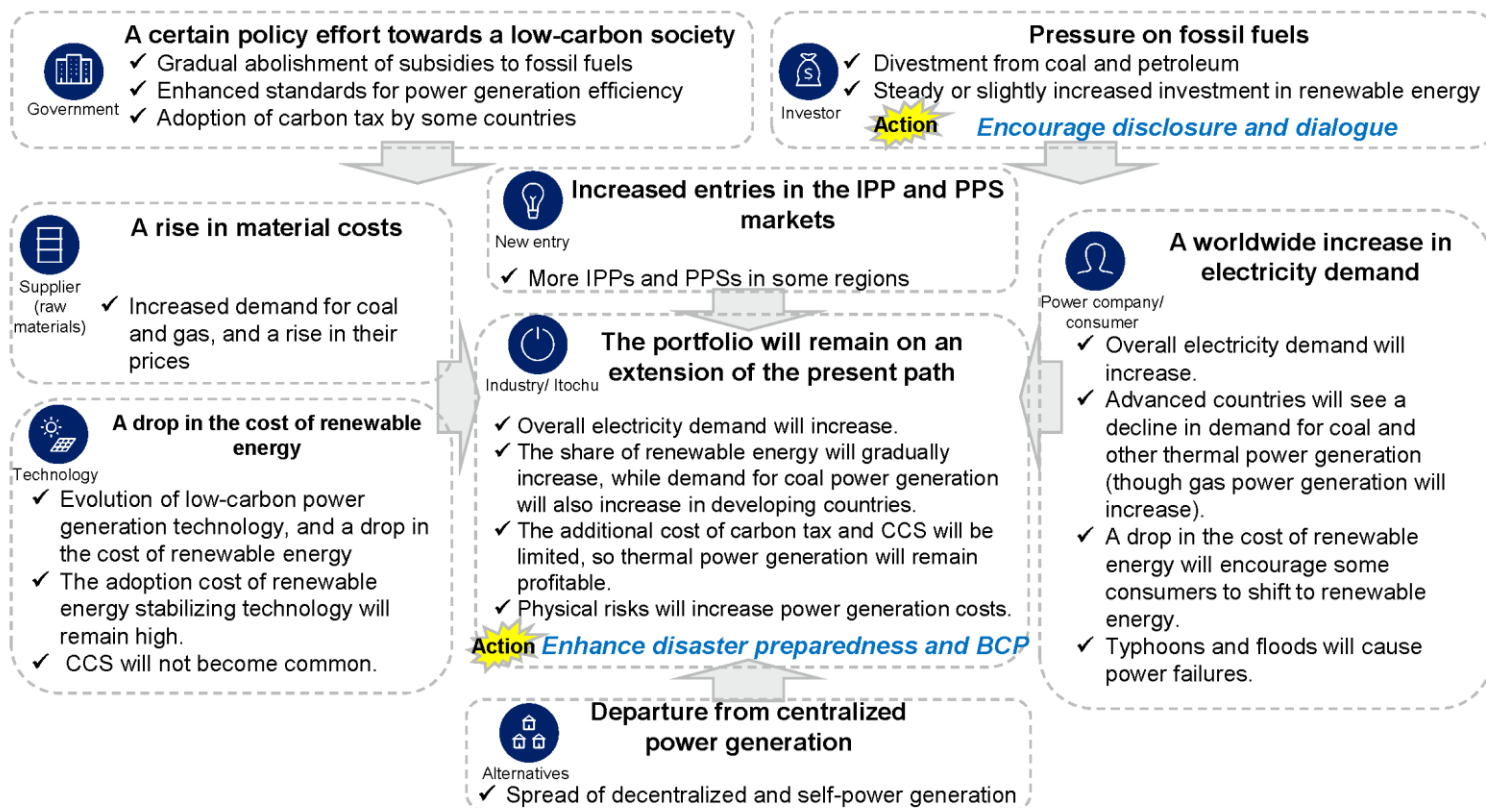 A certain policy effort towards a low-carbon society
✓ Gradual abolishment of subsidies to fossil fuels
✓ Enhanced standards for power generation efficiency
✓ Adoption of carbon tax by some countries
Government
Pressure on fossil fuels
✓ Divestment from coal and petroleum
✓ Steady or slightly increased investment in renewable energy
Investor
Action Encourage disclosure and dialogue
Increased entries in the IPP and PPS
markets
New entry
✓ More IPPs and PPSs in some regions
A rise in material costs
Supplier
(raw
materials)
✓ Increased demand for coal
and gas, and a rise in their
prices
A drop in the cost of renewable
energy
Technology
✓ Evolution of low-carbon power
generation technology, and a drop in
the cost of renewable energy
✓ The adoption cost of renewable
energy stabilizing technology will
remain high.
✓ CCS will not become common.
The portfolio will remain on an
extension of the present path
Industry/ Itochu
✓ Overall electricity demand will increase.
✓ The share of renewable energy will gradually
increase, while demand for coal power generation
will also increase in developing countries.
✓ The additional cost of carbon tax and CCS will be
limited, so thermal power generation will remain
profitable.
✓ Physical risks will increase power generation costs.
Action Enhance disaster preparedness and BCP
A worldwide increase in
electricity demand
Power company/
consumer
✓ Overall electricity demand will
increase.
✓ Advanced countries will see a
decline in demand for coal and
other thermal power generation
(though gas power generation will
increase).
✓ A drop in the cost of renewable
energy will encourage some
consumers to shift to renewable
energy.
✓ Typhoons and floods will cause
power failures.
Departure from centralized
power generation
Alternatives
✓ Spread of decentralized and self-power generation